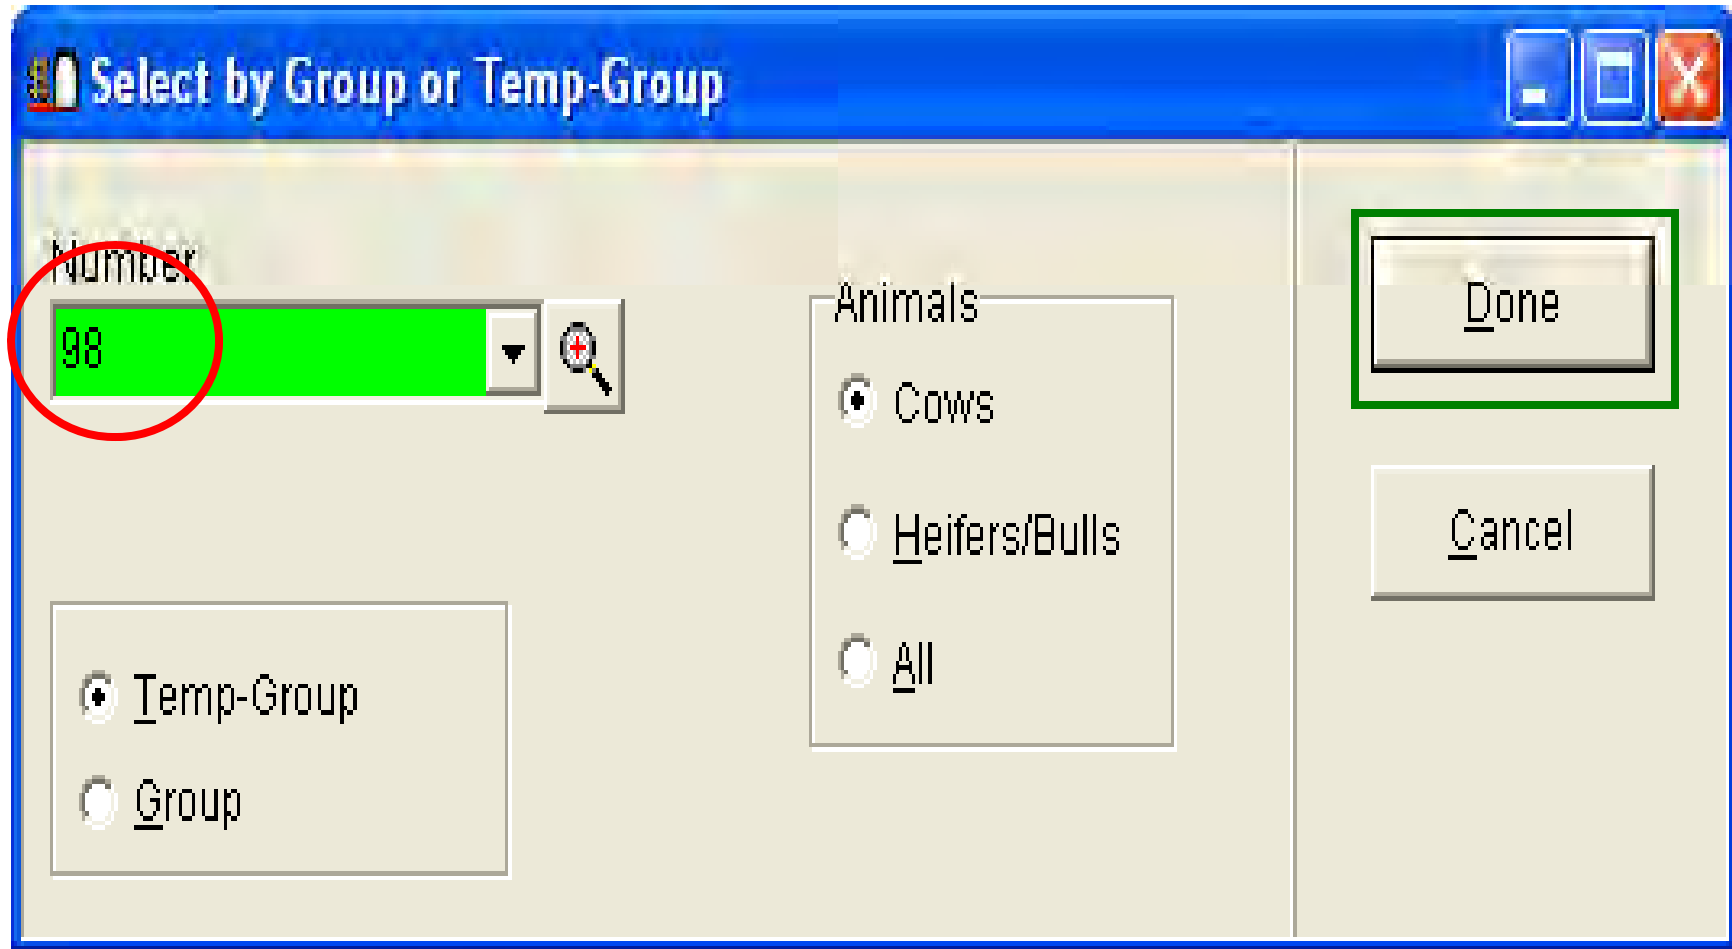 Select by Group or Temp-Group
Number
98
Animals
Cows
Heifers/Bulls
All
Temp-Group
Group
Done
Cancel